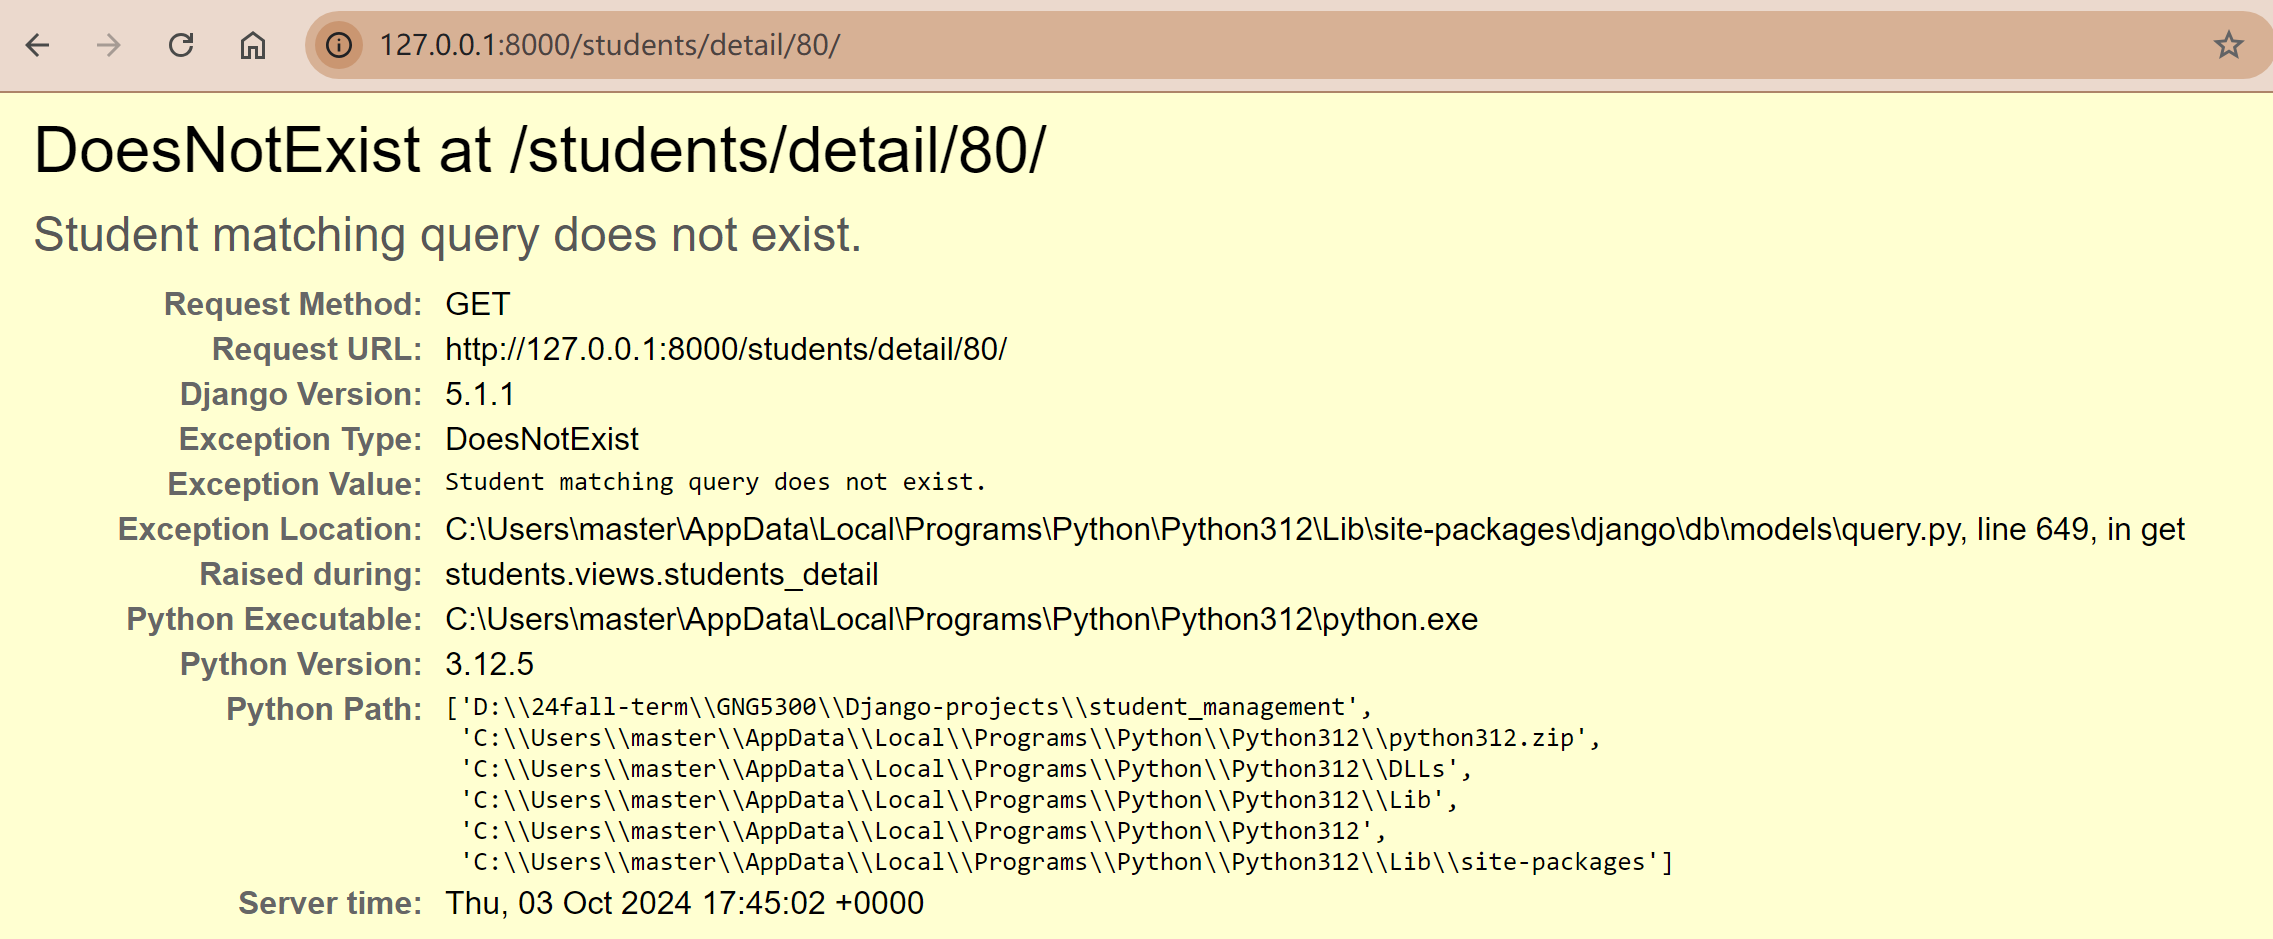 127.0.0.1:8000/students/detail/80/
DoesNotExist at /students/detail/80/
Student matching query does not exist.
Request Method: GET
Request URL: http://127.0.0.1:8000/students/detail/80/
Django Version: 5.1.1
Exception Type: DoesNotExist
Exception Value: Student matching query does not exist.
Exception Location: C:\Users\master\AppData\Local\Programs\Python\Python312\Lib\site-packages\django\db\models\query.py, line 649, in get
Raised during: students.views.students_detail
Python Executable: C:\Users\master\AppData\Local\Programs\Python\Python312\python.exe
Python Version: 3.12.5
Python Path: ['D:\\24fall-term\\GNG5300\\Django-projects\\student_management',
'C:\\Users\\master\\AppData\\Local\\Programs\\Python\\Python312\\python312.zip',
'C:\\Users\\master\\AppData\\Local\\Programs\\Python\\Python312\\DLLs',
'C:\\Users\\master\\AppData\\Local\\Programs\\Python\\Python312\\Lib',
'C:\\Users\\master\\AppData\\Local\\Programs\\Python\\Python312',
'C:\\Users\\master\\AppData\\Local\\Programs\\Python\\Python312\\Lib\\site-packages']
Server time: Thu, 03 Oct 2024 17:45:02 +0000